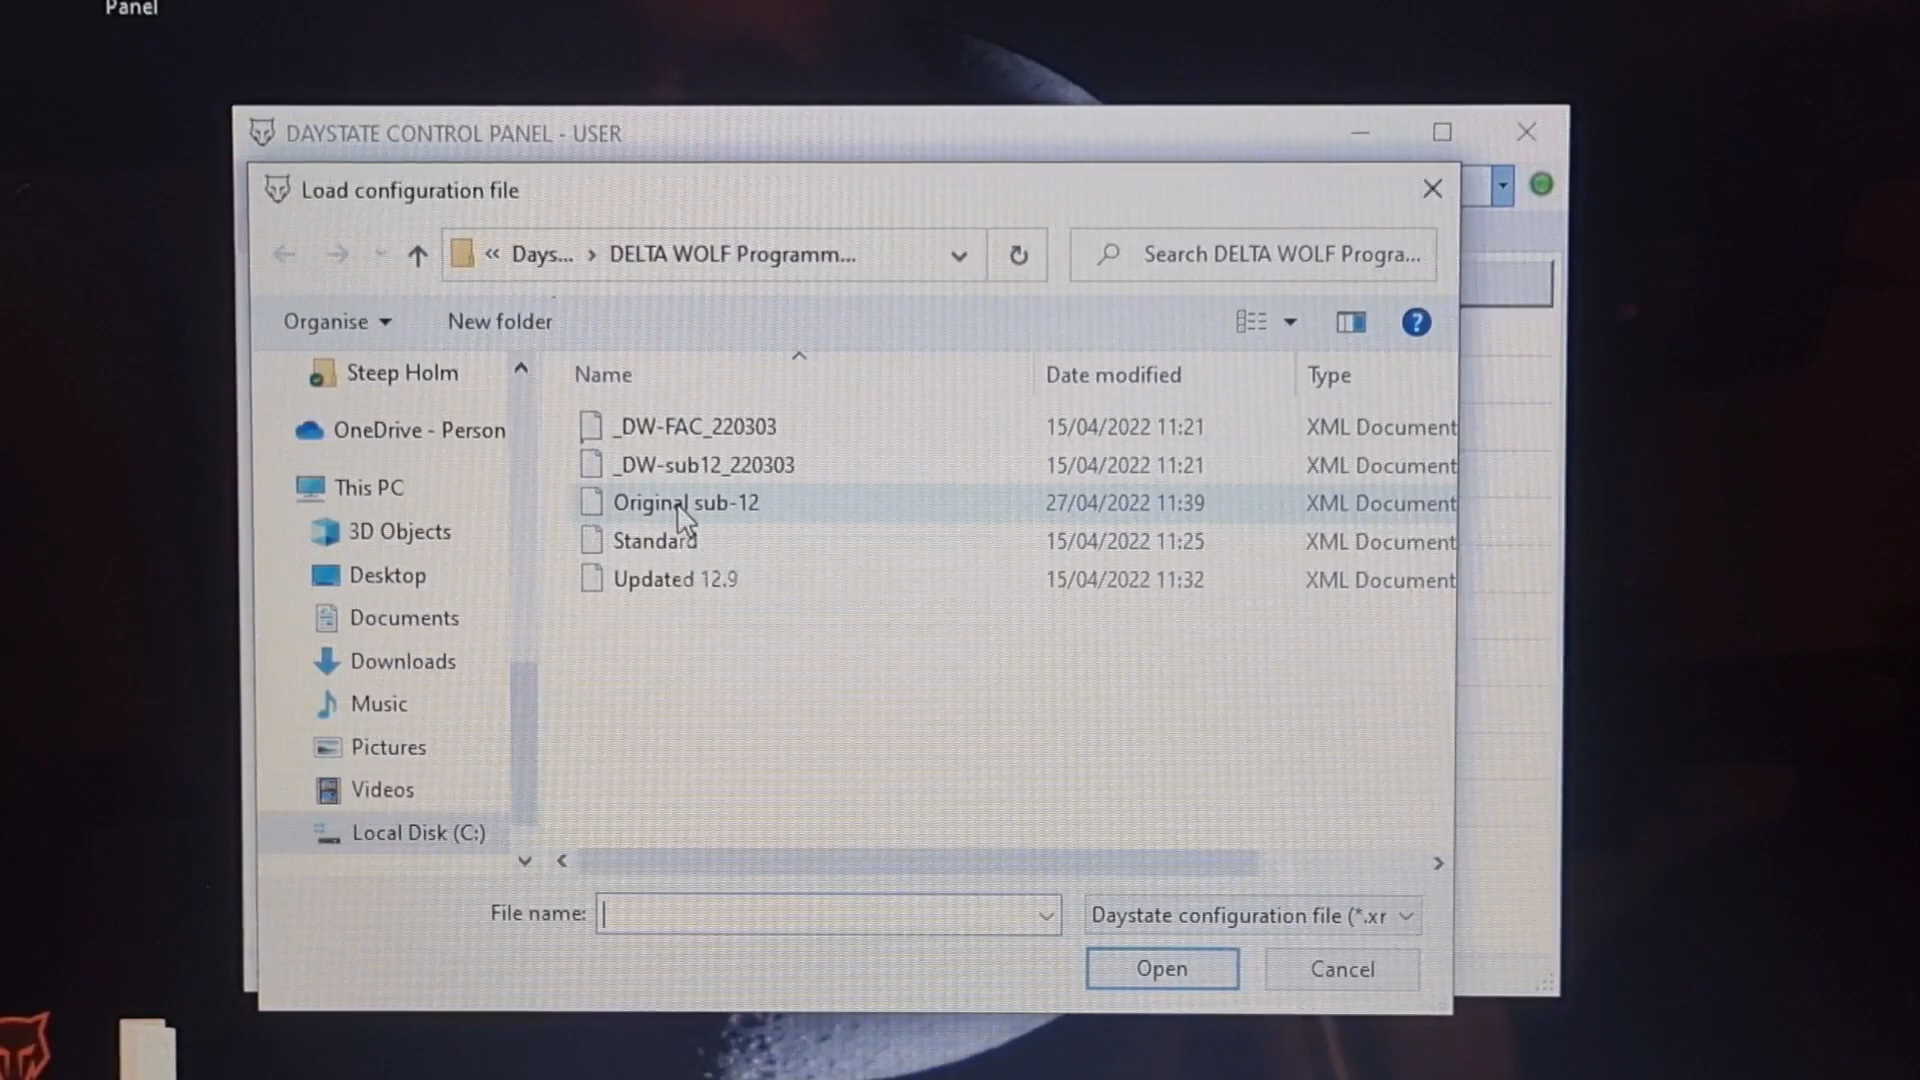 Panel
DAYSTATE CONTROL PANEL - USER
Load configuration file
« Days... › DELTA WOLF Programm...
Search DELTA WOLF Progra...
Organise
New folder
?
Steep Holm
OneDrive - Person
This PC
3D Objects
Desktop
Documents
Downloads
Music
Pictures
Videos
Local Disk (C:)
Name Date modified Type
_DW-FAC_220303 15/04/2022 11:21 XML Document
_DW-sub12_220303 15/04/2022 11:21 XML Document
Original sub-12 27/04/2022 11:39 XML Document
Standard 15/04/2022 11:25 XML Document
Updated 12.9 15/04/2022 11:32 XML Document
File name:
Daystate configuration file (*.xr
Open
Cancel